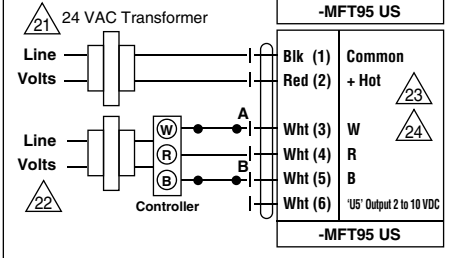 21 24 VAC Transformer
-MFT95 US
Line
Volts
Blk (1) Common
Red (2) + Hot
23
A
W Wht (3) W
24
Line
Volts
R Wht (4) R
B
B Wht (5) B
22
Controller
Wht (6) 'U5' Output 2 to 10 VDC
-MFT95 US